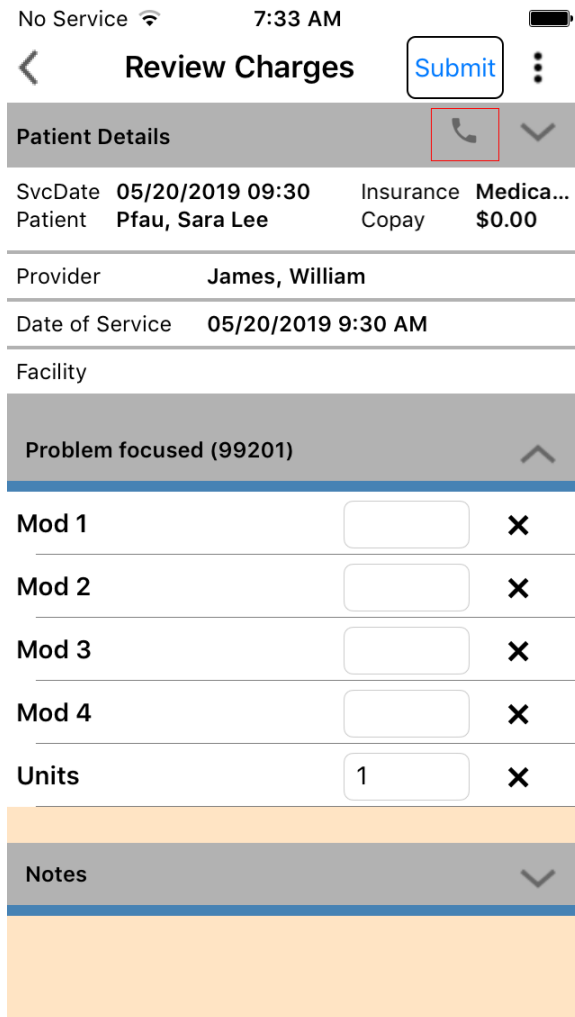 No Service 7:33 AM
Review Charges Submit
Patient Details
SvcDate 05/20/2019 09:30 Insurance Medica...
Patient Pfau, Sara Lee Copay $0.00
Provider James, William
Date of Service 05/20/2019 9:30 AM
Facility
Problem focused (99201)
Mod 1
Mod 2
Mod 3
Mod 4
Units 1
Notes